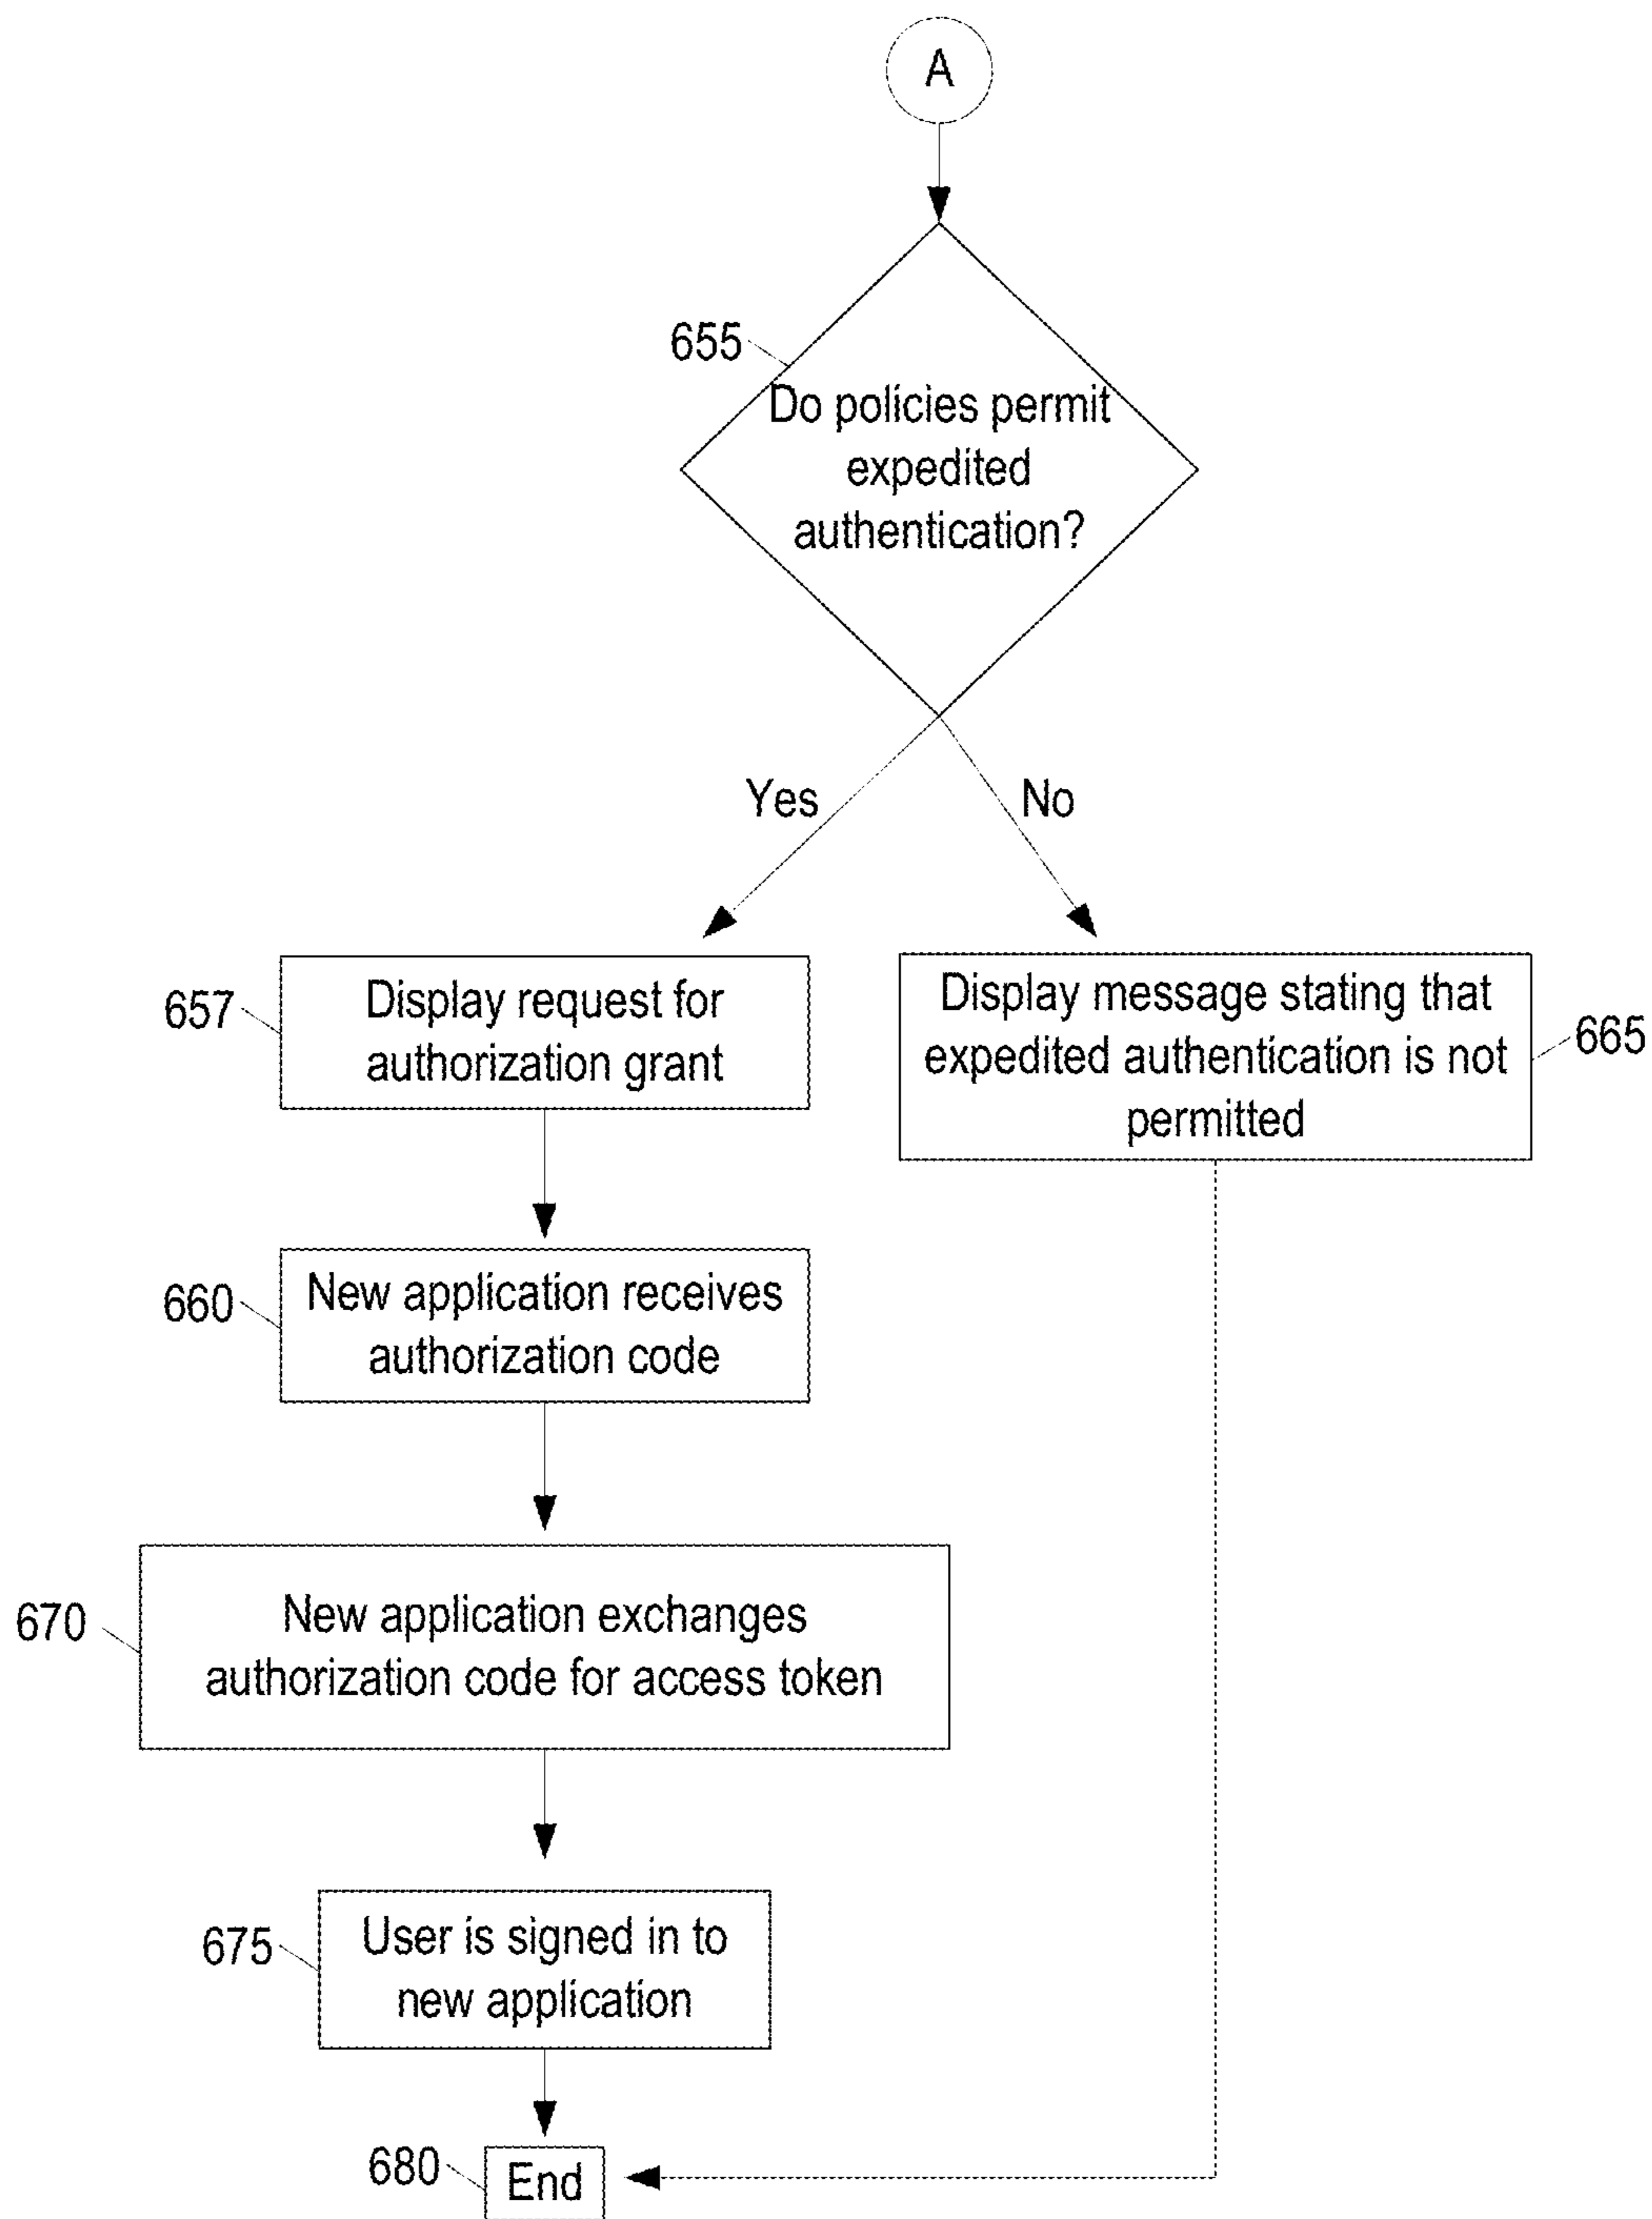 A
655
Do policies permit
expedited
authentication?
Yes
No
657
Display request for
authorization grant
Display message stating that
expedited authentication is not
permitted
665
660
New application receives
authorization code
670
New application exchanges
authorization code for access token
675
User is signed in to
new application
680
End